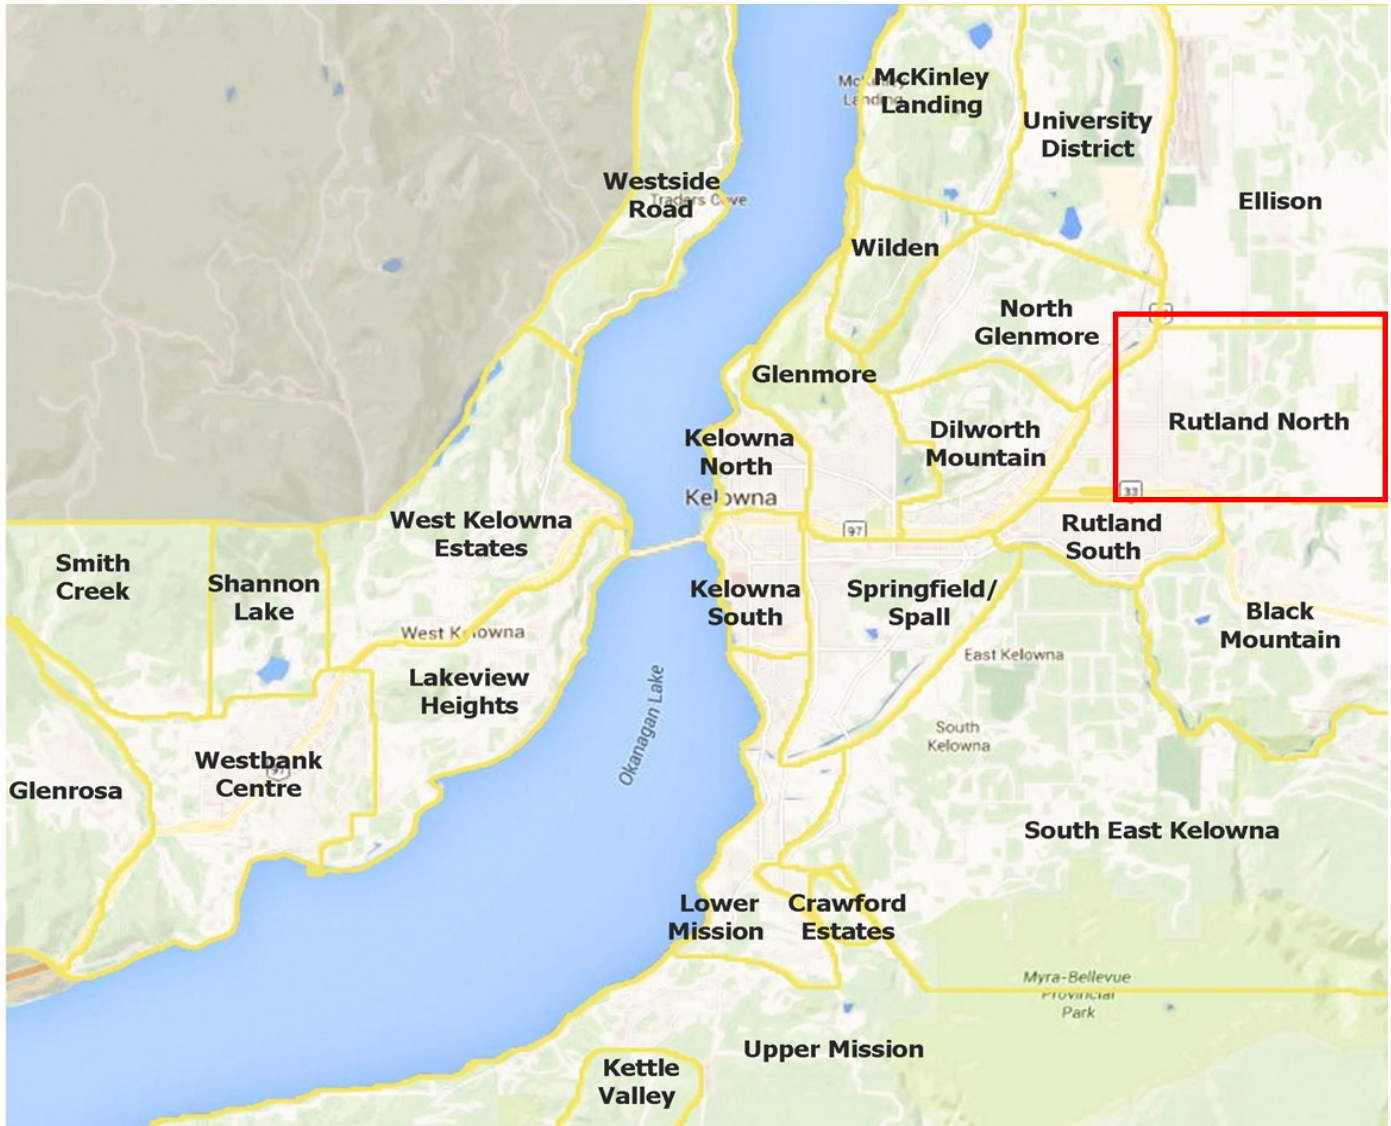 McKinley
Landing
University
District
Westside
Road
Ellison
Wilden
North
Glenmore
Glenmore
Rutland North
Dilworth
Mountain
Kelowna
North
Kelowna
33
97
West Kelowna
Estates
Rutland
South
Smith
Creek
Shannon
Lake
Kelowna
South
Springfield/
Spall
Black
Mountain
West Kelowna
East Kelowna
Lakeview
Heights
Okanagan Lake
South
Kelowna
Westbank
Centre
97
Glenrosa
South East Kelowna
Lower
Mission
Crawford
Estates
Myra-Bellevue
Provincial
Park
Upper Mission
Kettle
Valley